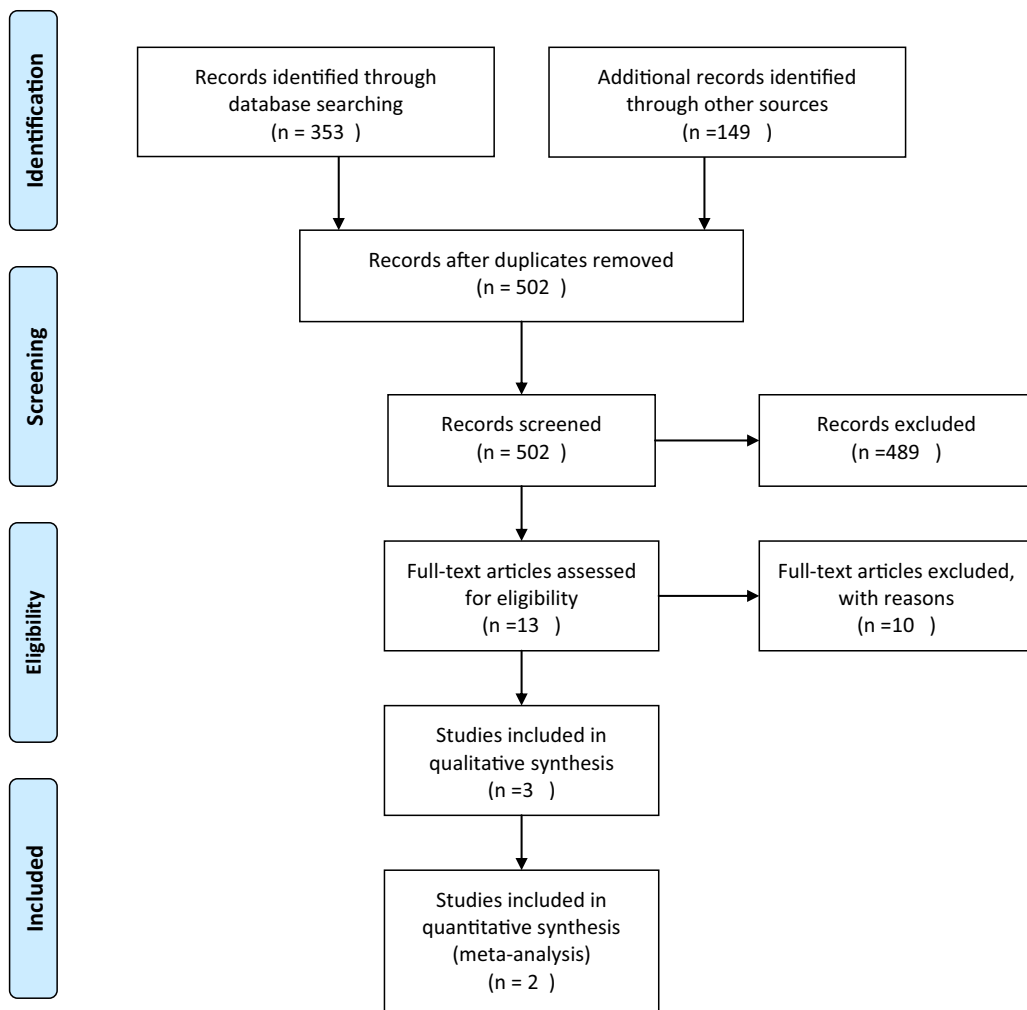 Identification
Records identified through
database searching
(n = 353 )
Additional records identified
through other sources
(n =149 )
Records after duplicates removed
(n = 502 )
Screening
Records screened
(n = 502 )
Records excluded
(n =489 )
Eligibility
Full-text articles assessed
for eligibility
(n =13 )
Full-text articles excluded,
with reasons
(n =10 )
Studies included in
qualitative synthesis
(n =3 )
Included
Studies included in
quantitative synthesis
(meta-analysis)
(n = 2 )